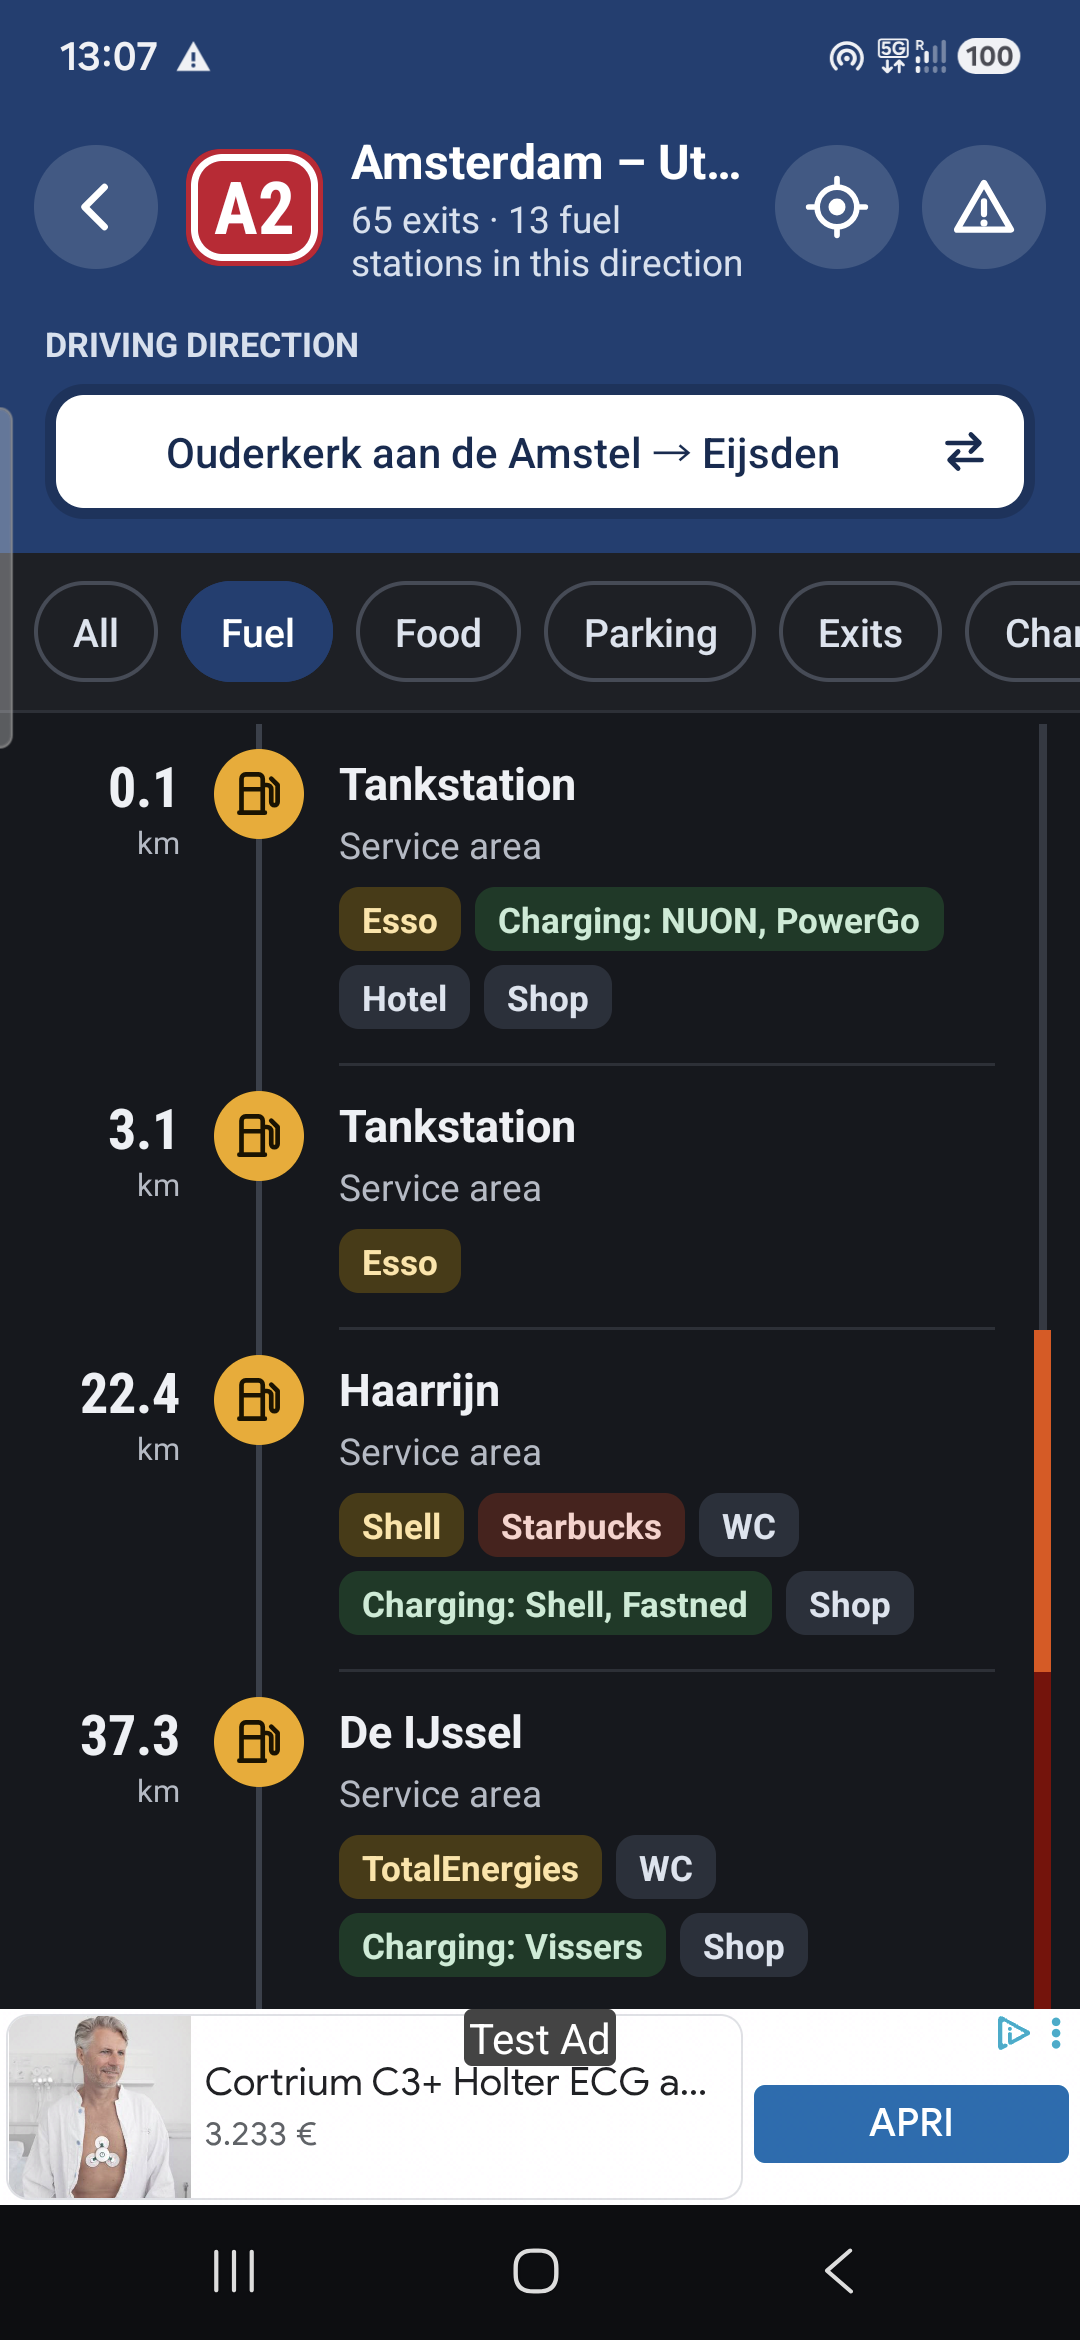 13:07
5G R 100
A2
Amsterdam – Ut...
65 exits · 13 fuel
stations in this direction
DRIVING DIRECTION
Ouderkerk aan de Amstel → Eijsden
All Fuel Food Parking Exits Char
0.1 km
Tankstation
Service area
Esso Charging: NUON, PowerGo
Hotel Shop
3.1 km
Tankstation
Service area
Esso
22.4 km
Haarrijn
Service area
Shell Starbucks WC
Charging: Shell, Fastned Shop
37.3 km
De IJssel
Service area
TotalEnergies WC
Charging: Vissers Shop
Test Ad
Cortrium C3+ Holter ECG a...
3.233 €
APRI